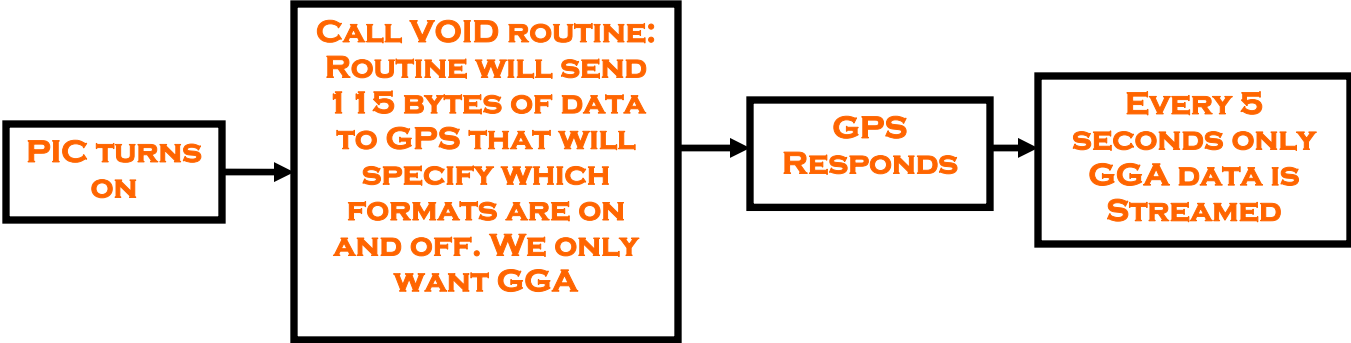 PIC TURNS
ON
CALL VOID ROUTINE:
ROUTINE WILL SEND
115 BYTES OF DATA
TO GPS THAT WILL
SPECIFY WHICH
FORMATS ARE ON
AND OFF. WE ONLY
WANT GGA
GPS
RESPONDS
EVERY 5
SECONDS ONLY
GGA DATA IS
STREAMED